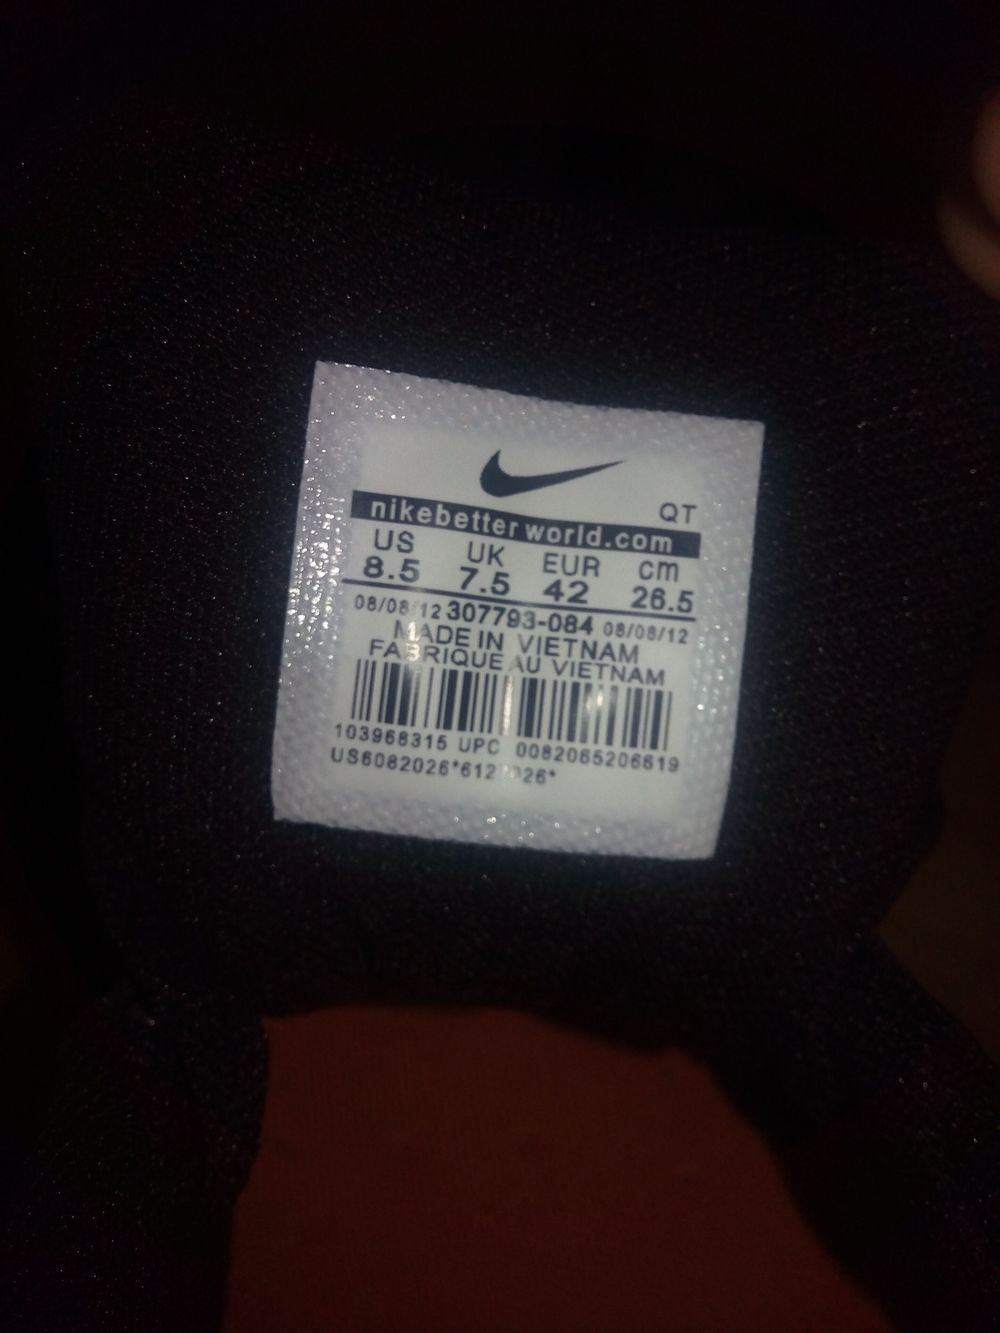 QT
nikebetterworld.com
US UK EUR cm
8.5 7.5 42 26.5
08/08/12 307793-084 08/08/12
MADE IN VIETNAM
FABRIQUE AU VIETNAM
103968315 UPC 0082065206619